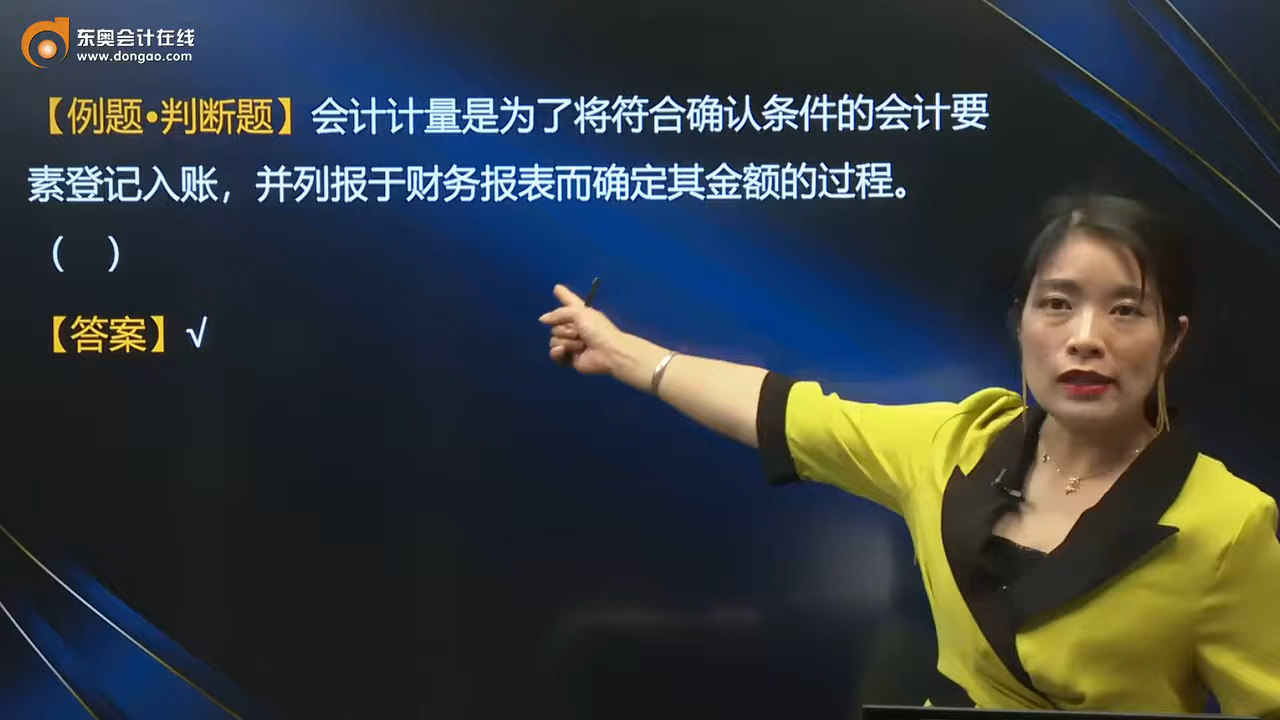 东奥会计在线
www.dongao.com
【例题•判断题】会计计量是为了将符合确认条件的会计要
素登记入账，并列报于财务报表而确定其金额的过程。
（ ）
【答案】√